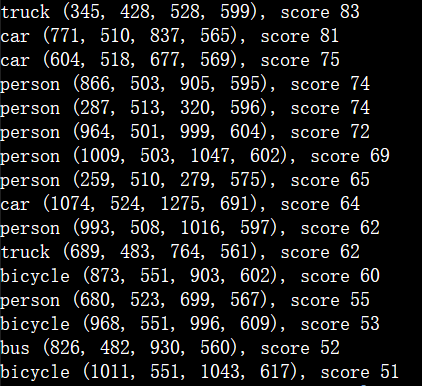 truck (345, 428, 528, 599), score 83
car (771, 510, 837, 565), score 81
car (604, 518, 677, 569), score 75
person (866, 503, 905, 595), score 74
person (287, 513, 320, 596), score 74
person (964, 501, 999, 604), score 72
person (1009, 503, 1047, 602), score 69
person (259, 510, 279, 575), score 65
car (1074, 524, 1275, 691), score 64
person (993, 508, 1016, 597), score 62
truck (689, 483, 764, 561), score 62
bicycle (873, 551, 903, 602), score 60
person (680, 523, 699, 567), score 55
bicycle (968, 551, 996, 609), score 53
bus (826, 482, 930, 560), score 52
bicycle (1011, 551, 1043, 617), score 51